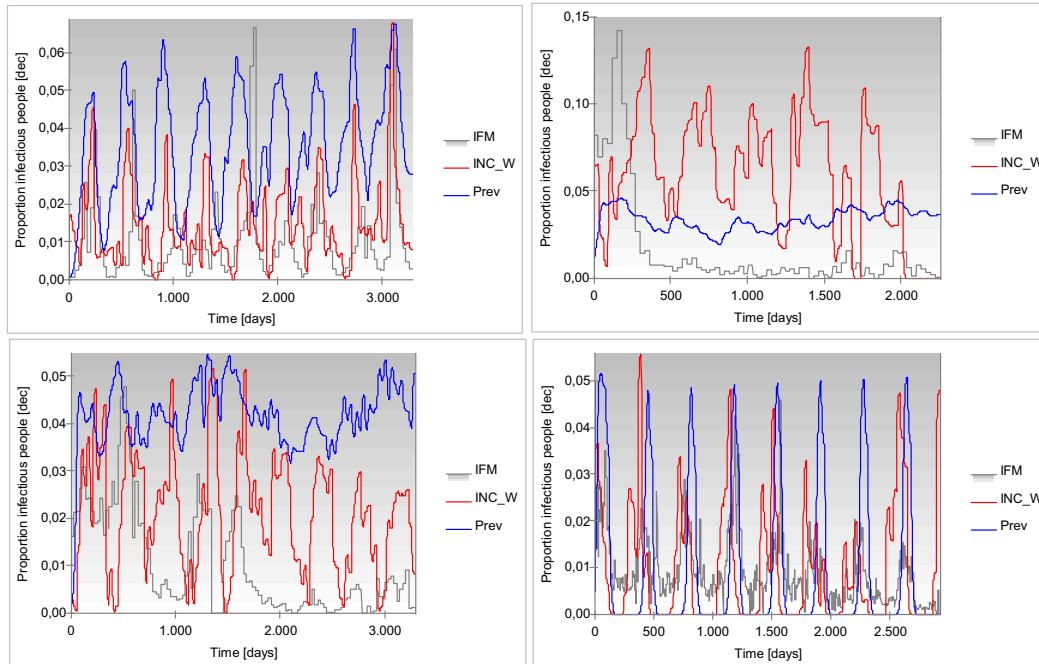 Proportion infectious people [dec]
0,06
0,05
0,04
0,03
0,02
0,01
0,00
0
1.000
2.000
3.000
Time [days]
IFM
INC_W
Prev
Proportion infectious people [dec]
0,15
0,10
0,05
0,00
0
500
1.000
1.500
2.000
Time [days]
IFM
INC_W
Prev
Proportion infectious people [dec]
0,05
0,04
0,03
0,02
0,01
0,00
0
1.000
2.000
3.000
Time [days]
IFM
INC_W
Prev
Proportion infectious people [dec]
0,05
0,04
0,03
0,02
0,01
0,00
0
500
1.000
1.500
2.000
2.500
Time [days]
IFM
INC_W
Prev